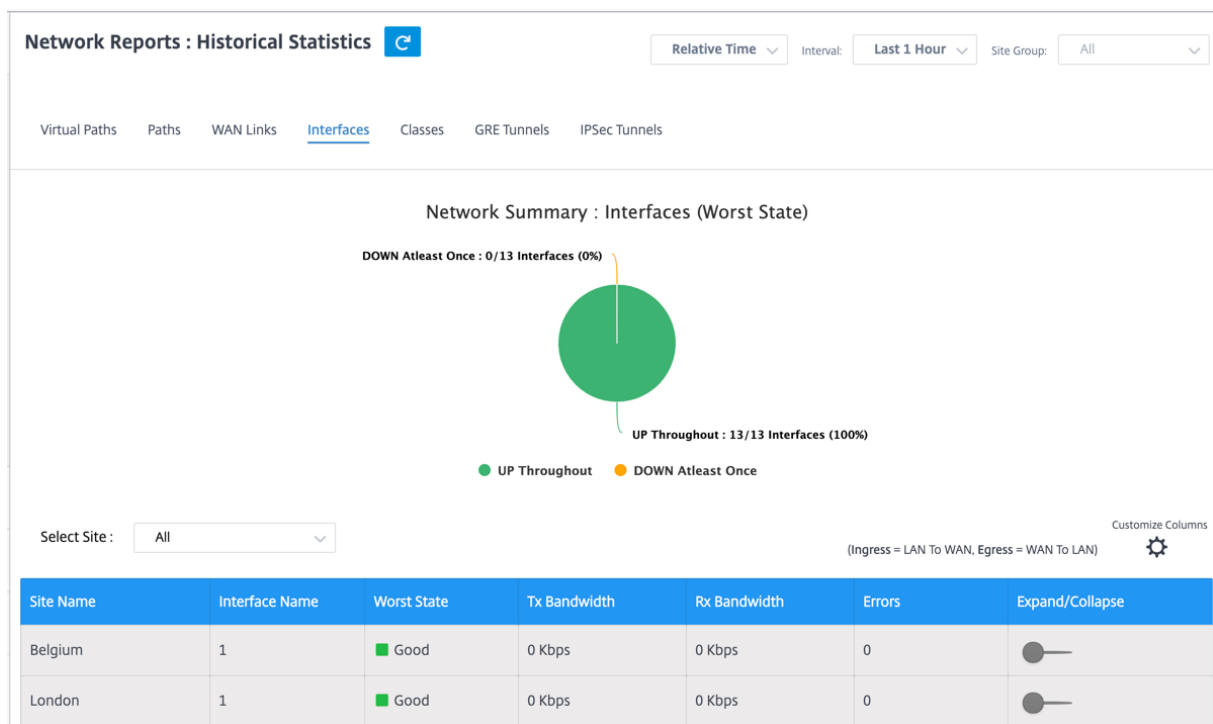 Network Reports : Historical Statistics
Relative Time
Interval:
Last 1 Hour
Site Group:
All
Virtual Paths Paths WAN Links Interfaces Classes GRE Tunnels IPSec Tunnels
Network Summary : Interfaces (Worst State)
DOWN Atleast Once : 0/13 Interfaces (0%)
UP Throughout : 13/13 Interfaces (100%)
UP Throughout DOWN Atleast Once
Customize Columns
Select Site : All
(Ingress = LAN To WAN, Egress = WAN To LAN)
Site Name Interface Name Worst State Tx Bandwidth Rx Bandwidth Errors Expand/Collapse
Belgium 1 Good 0 Kbps 0 Kbps 0
London 1 Good 0 Kbps 0 Kbps 0